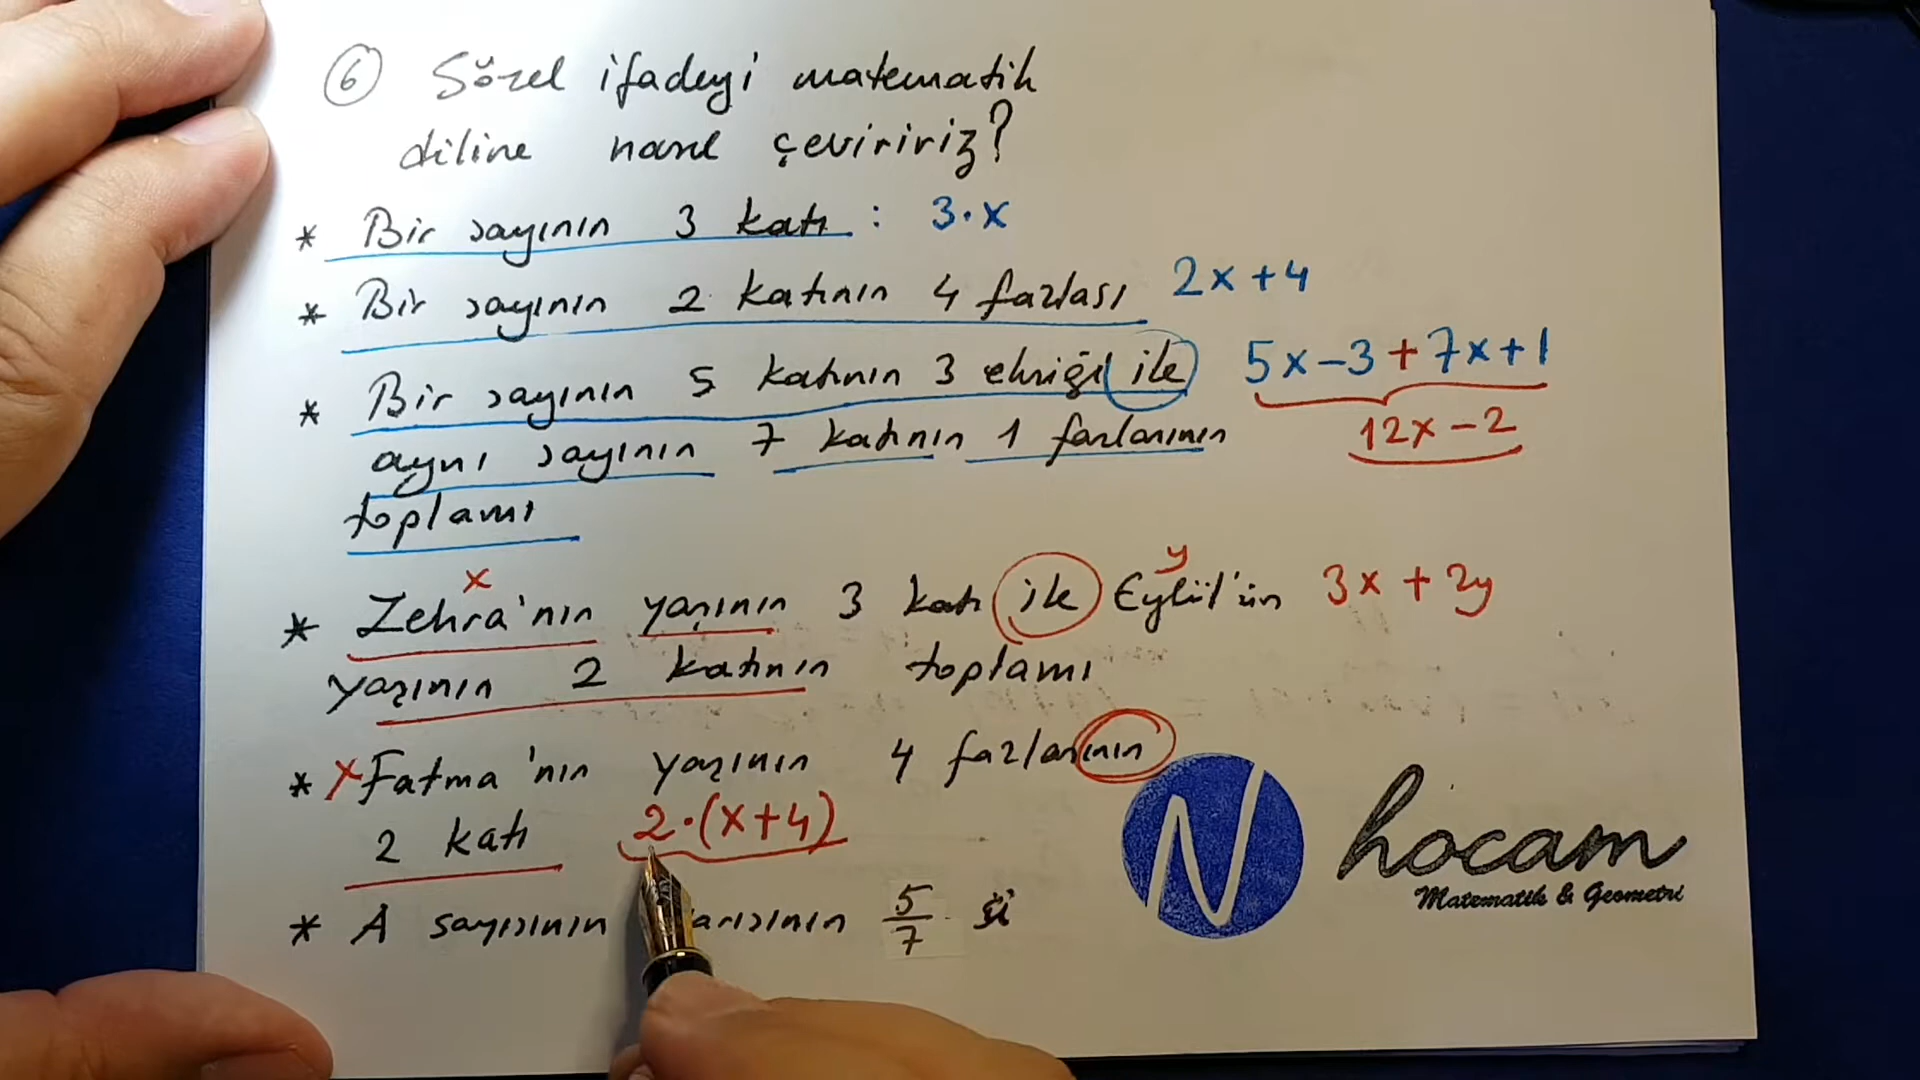 6 Sözel ifadeyi matematik
diline nasıl çeviririz?
* Bir sayının 3 katı : 3·x
* Bir sayının 2 katının 4 fazlası 2x+4
* Bir sayının 5 katının 3 eksiği ile 5x-3+7x+1
aynı sayının 7 katının 1 fazlasının 12x-2
toplamı
x y
* Zehra'nın yaşının 3 katı ile Eylül'ün 3x + 2y
yaşının 2 katının toplamı
* x Fatma'nın yaşının 4 fazlasının
2 katı 2·(x+4)
* A sayısının 5/7 si
N hocam
Matematik & Geometri